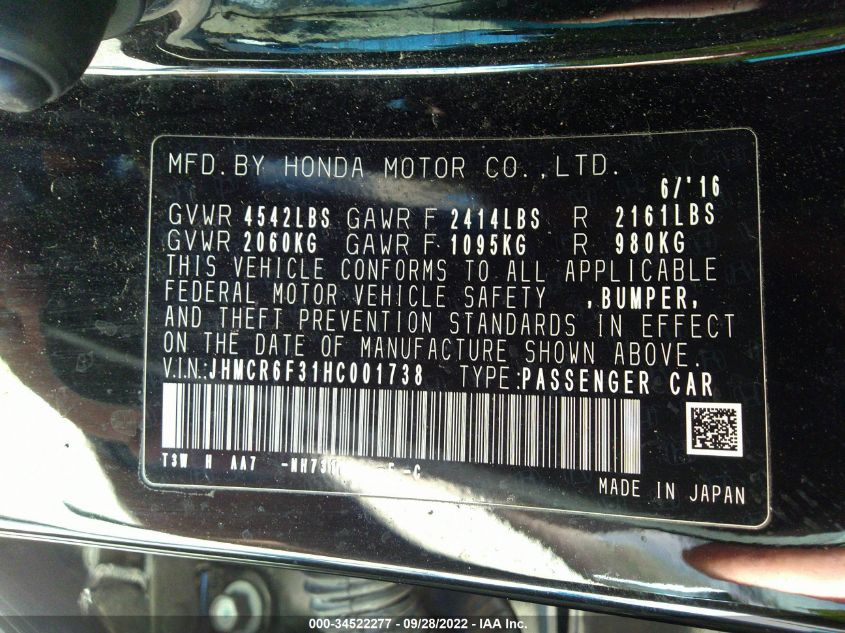 MFD. BY HONDA MOTOR CO., LTD.
6/'16
GVWR 4542LBS GAWR F 2414LBS R 2161LBS
GVWR 2060KG GAWR F 1095KG R 980KG
THIS VEHICLE CONFORMS TO ALL APPLICABLE
FEDERAL MOTOR VEHICLE SAFETY , BUMPER,
AND THEFT PREVENTION STANDARDS IN EFFECT
ON THE DATE OF MANUFACTURE SHOWN ABOVE.
V.I.N.: JHMCR6F31HC001738 TYPE: PASSENGER CAR
T3W H AA7
MADE IN JAPAN
000-34522277 - 09/28/2022 - IAA Inc.